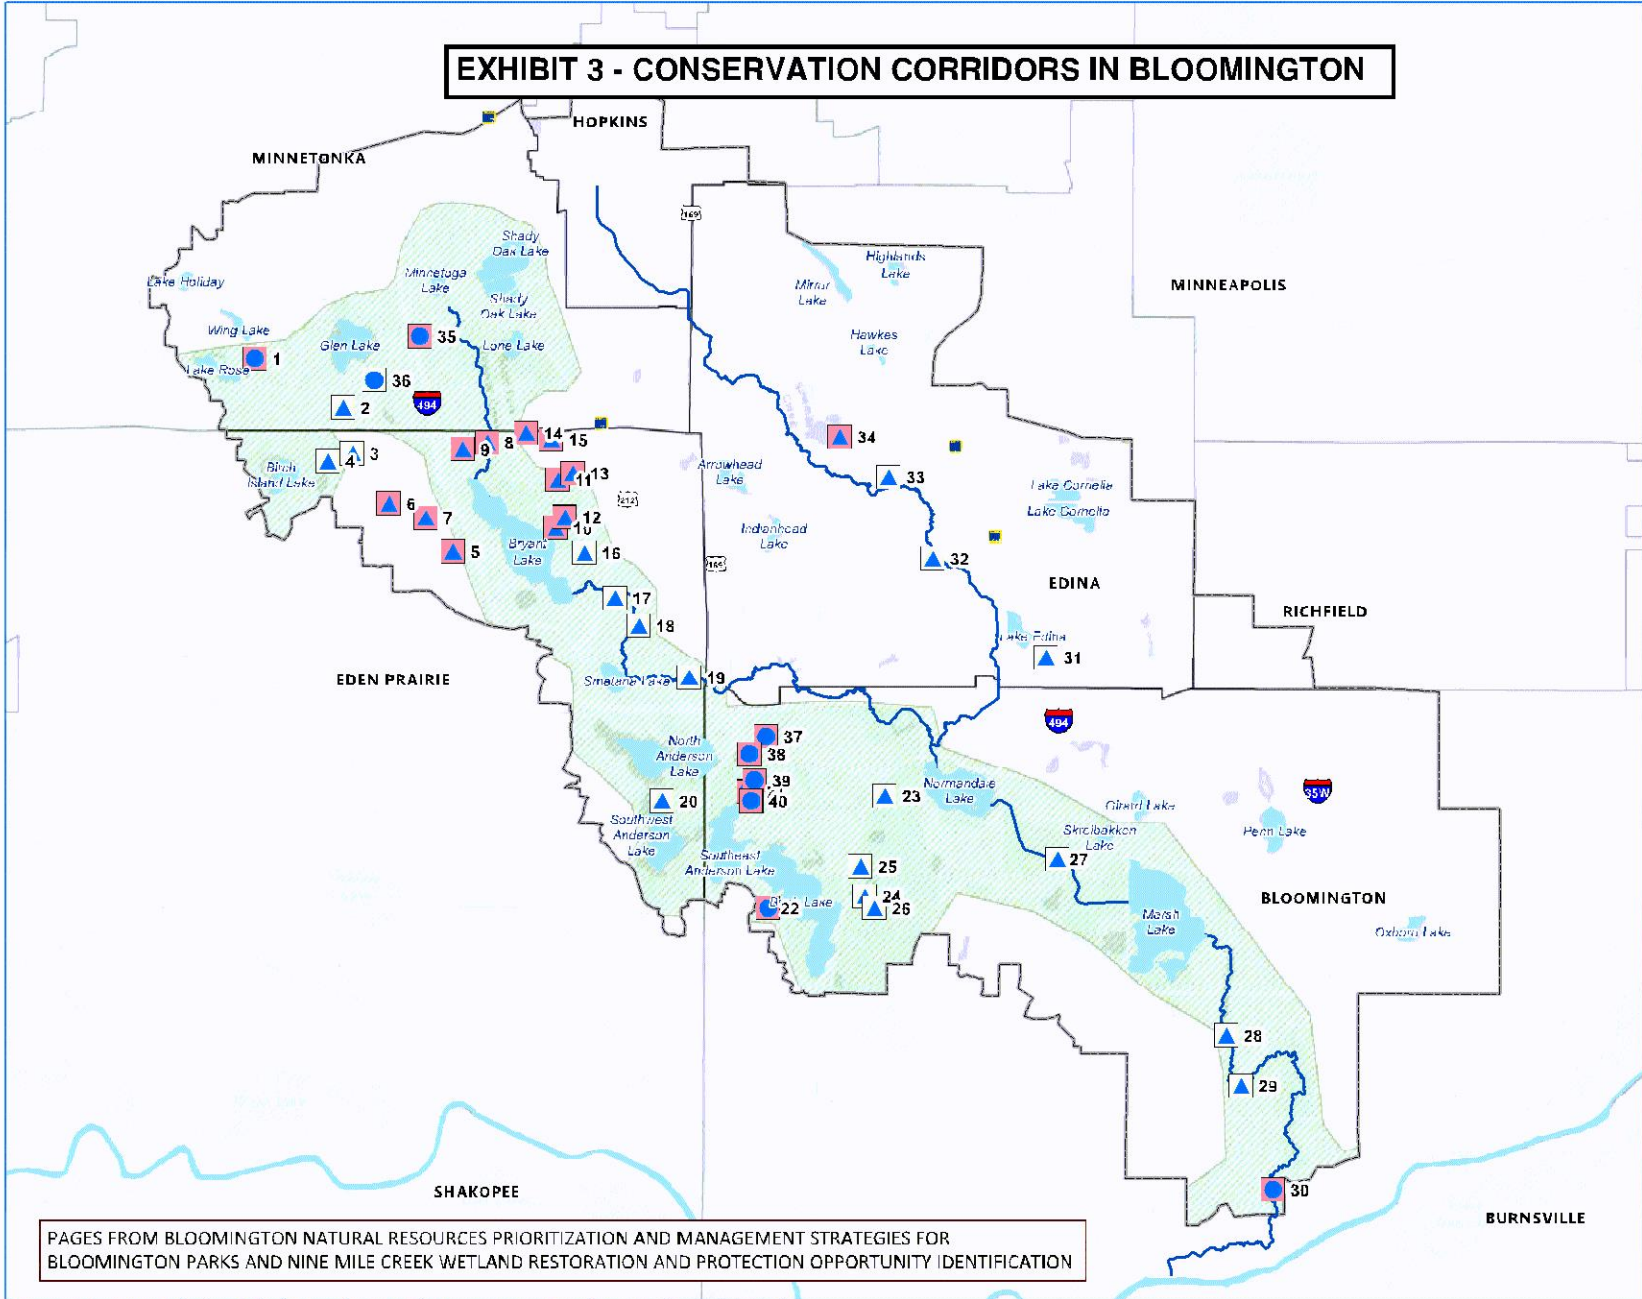 EXHIBIT 3 - CONSERVATION CORRIDORS IN BLOOMINGTON
HOPKINS
MINNETONKA
169
Shady
Oak Lake
Highlands
Lake
Minnetoga
Lake
Lake Holiday
Mirror
Lake
MINNEAPOLIS
Shady
Oak Lake
Wing Lake
35
Hawkes
Lake
Glen Lake
Lone Lake
1
Lake Rose
36
494
2
14
15
34
8
9
3
4
Birch
Island Lake
13
11
Arrowhead
Lake
33
Lake Cornelia
Lake Cornelia
212
6
7
12
10
Indianhead
Lake
5
Bryant
Lake
16
32
169
EDINA
17
RICHFIELD
18
Lake Edina
31
EDEN PRAIRIE
Smetana Lake
19
494
37
North
Anderson
Lake
38
39
40
20
23
Normandale
Lake
35W
Girard Lake
Southwest
Anderson
Lake
Skriebakken
Lake
Penn Lake
27
Southeast
Anderson Lake
25
24
26
22
Lake
BLOOMINGTON
Marsh
Lake
Oxboro Lake
28
29
30
SHAKOPEE
BURNSVILLE
PAGES FROM BLOOMINGTON NATURAL RESOURCES PRIORITIZATION AND MANAGEMENT STRATEGIES FOR
BLOOMINGTON PARKS AND NINE MILE CREEK WETLAND RESTORATION AND PROTECTION OPPORTUNITY IDENTIFICATION